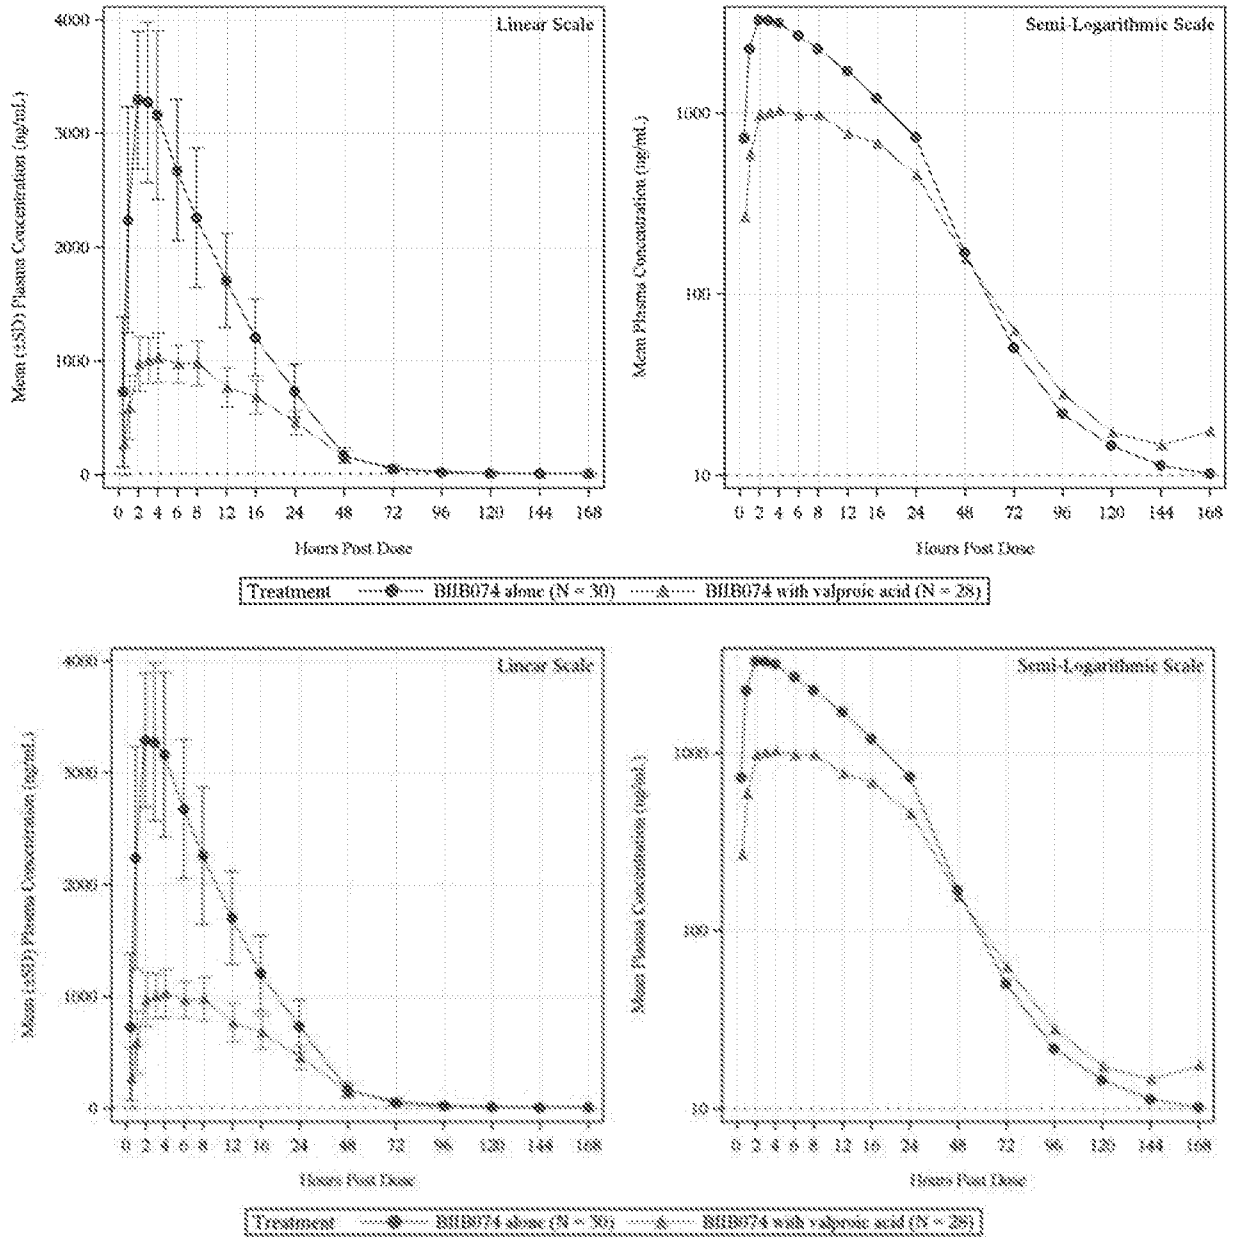 Linear Scale
Mean (±SD) Plasma Concentration (ng/mL)
4000
3000
2000
1000
0
0 2 4 6 8 12 16 24 48 72 96 120 144 168
Hours Post Dose
Semi-Logarithmic Scale
Mean Plasma Concentration (ng/mL)
1000
100
10
0 2 4 6 8 12 16 24 48 72 96 120 144 168
Hours Post Dose
Treatment BIIB074 alone (N = 30) BIIB074 with valproic acid (N = 28)
Linear Scale
Mean (±SD) Plasma Concentration (ng/mL)
4000
3000
2000
1000
0
0 2 4 6 8 12 16 24 48 72 96 120 144 168
Hours Post Dose
Semi-Logarithmic Scale
Mean Plasma Concentration (ng/mL)
1000
100
10
0 2 4 6 8 12 16 24 48 72 96 120 144 168
Hours Post Dose
Treatment BIIB074 alone (N = 30) BIIB074 with valproic acid (N = 28)